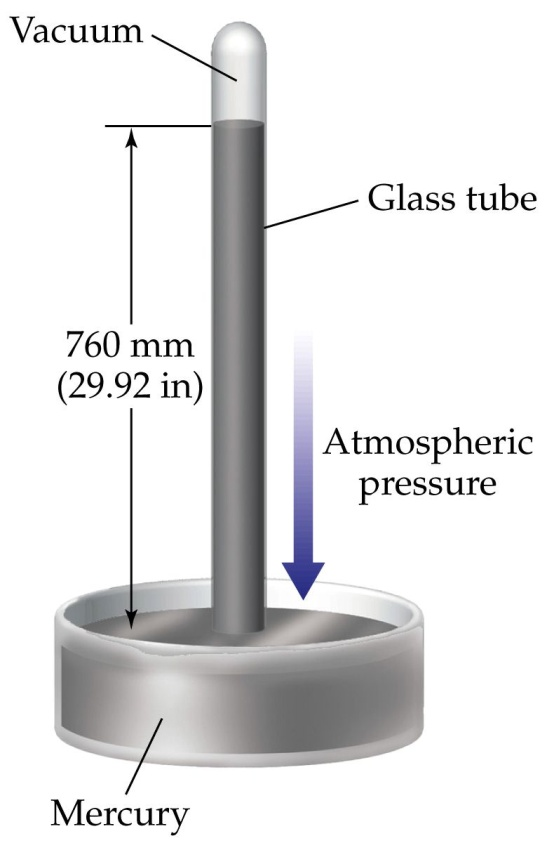 Vacuum
Glass tube
760 mm
(29.92 in)
Atmospheric
pressure
Mercury